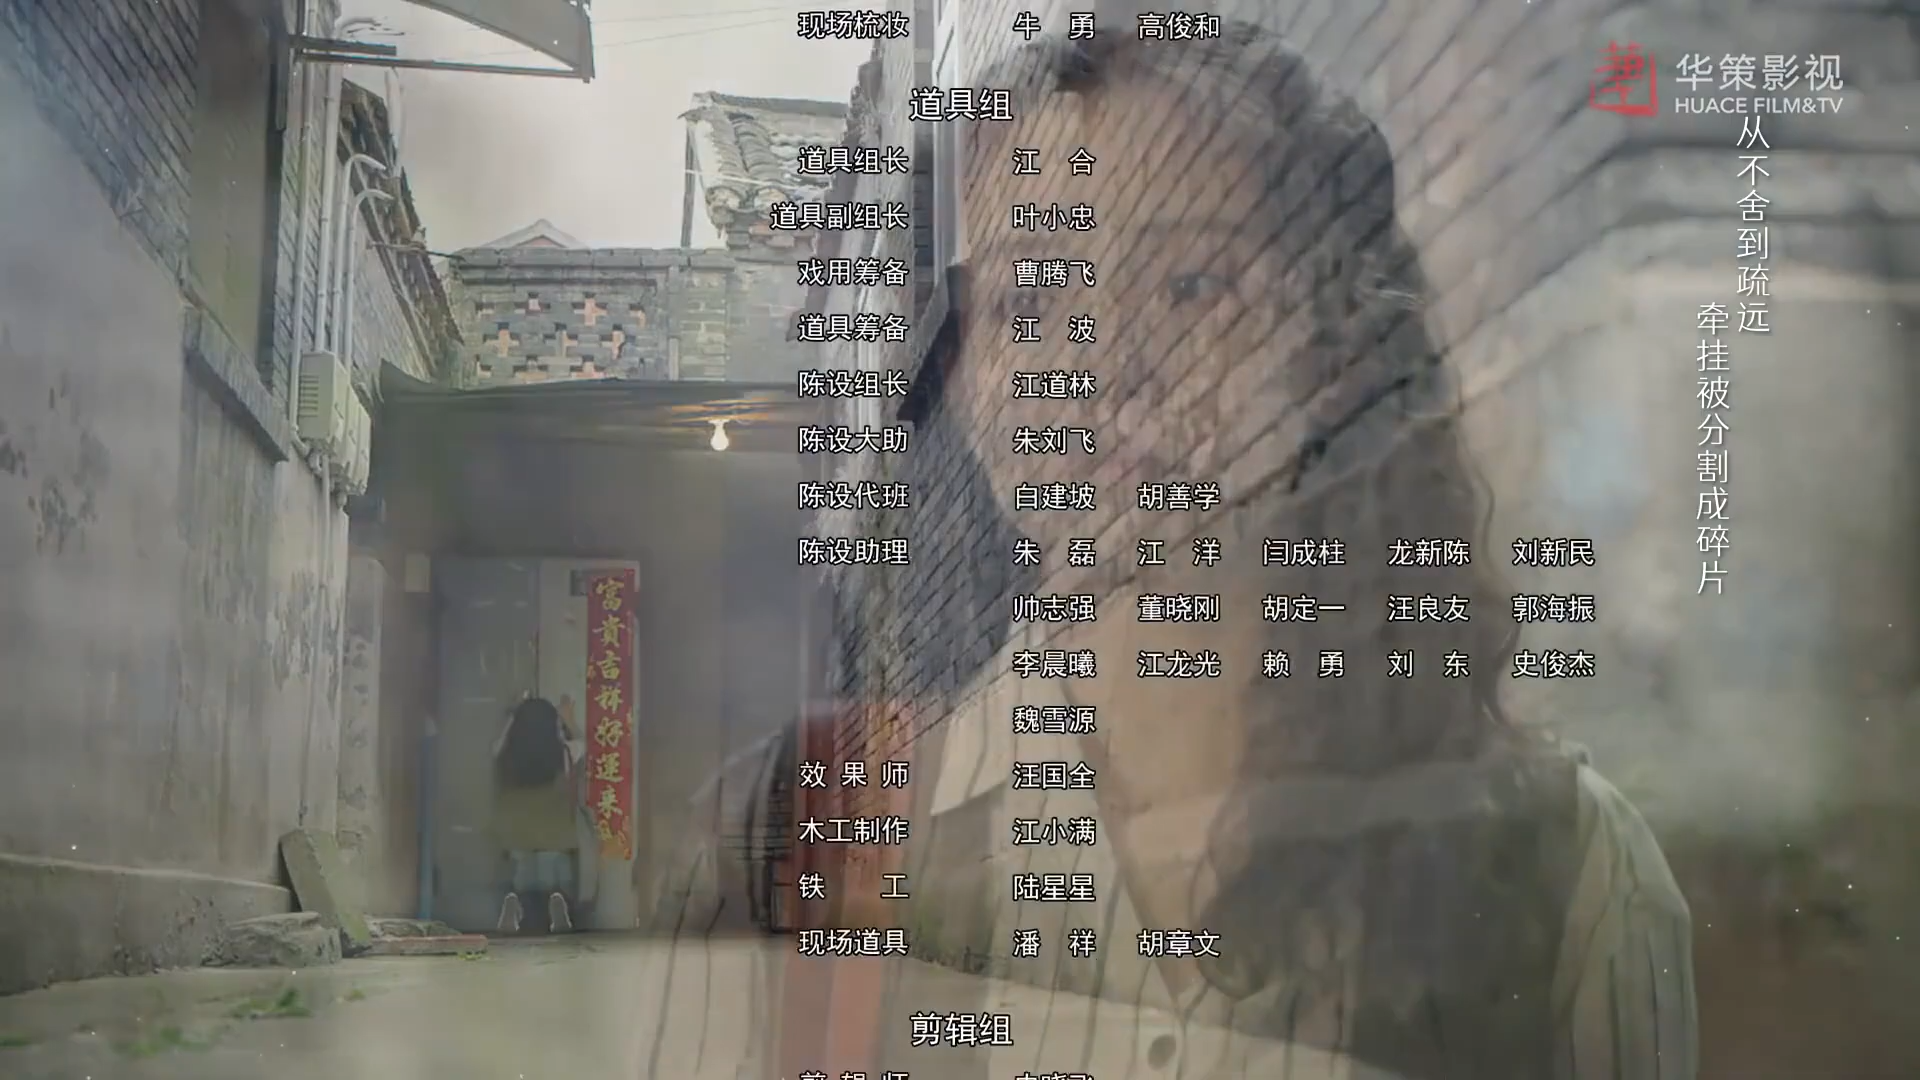 现场梳妆 牛 勇 高俊和
道具组
道具组长 江 合
道具副组长 叶小忠
戏用筹备 曹腾飞
道具筹备 江 波
陈设组长 江道林
陈设大助 朱刘飞
陈设代班 白建坡 胡善学
陈设助理 朱 磊 江 洋 闫成柱 龙新陈 刘新民
帅志强 董晓刚 胡定一 汪良友 郭海振
李晨曦 江龙光 赖 勇 刘 东 史俊杰
魏雪源
效 果 师 汪国全
木工制作 江小满
铁 工 陆星星
现场道具 潘 祥 胡章文
剪辑组
华策影视
HUACE FILM&TV
从不舍到疏远
牵挂被分割成碎片
富貴吉祥好運来